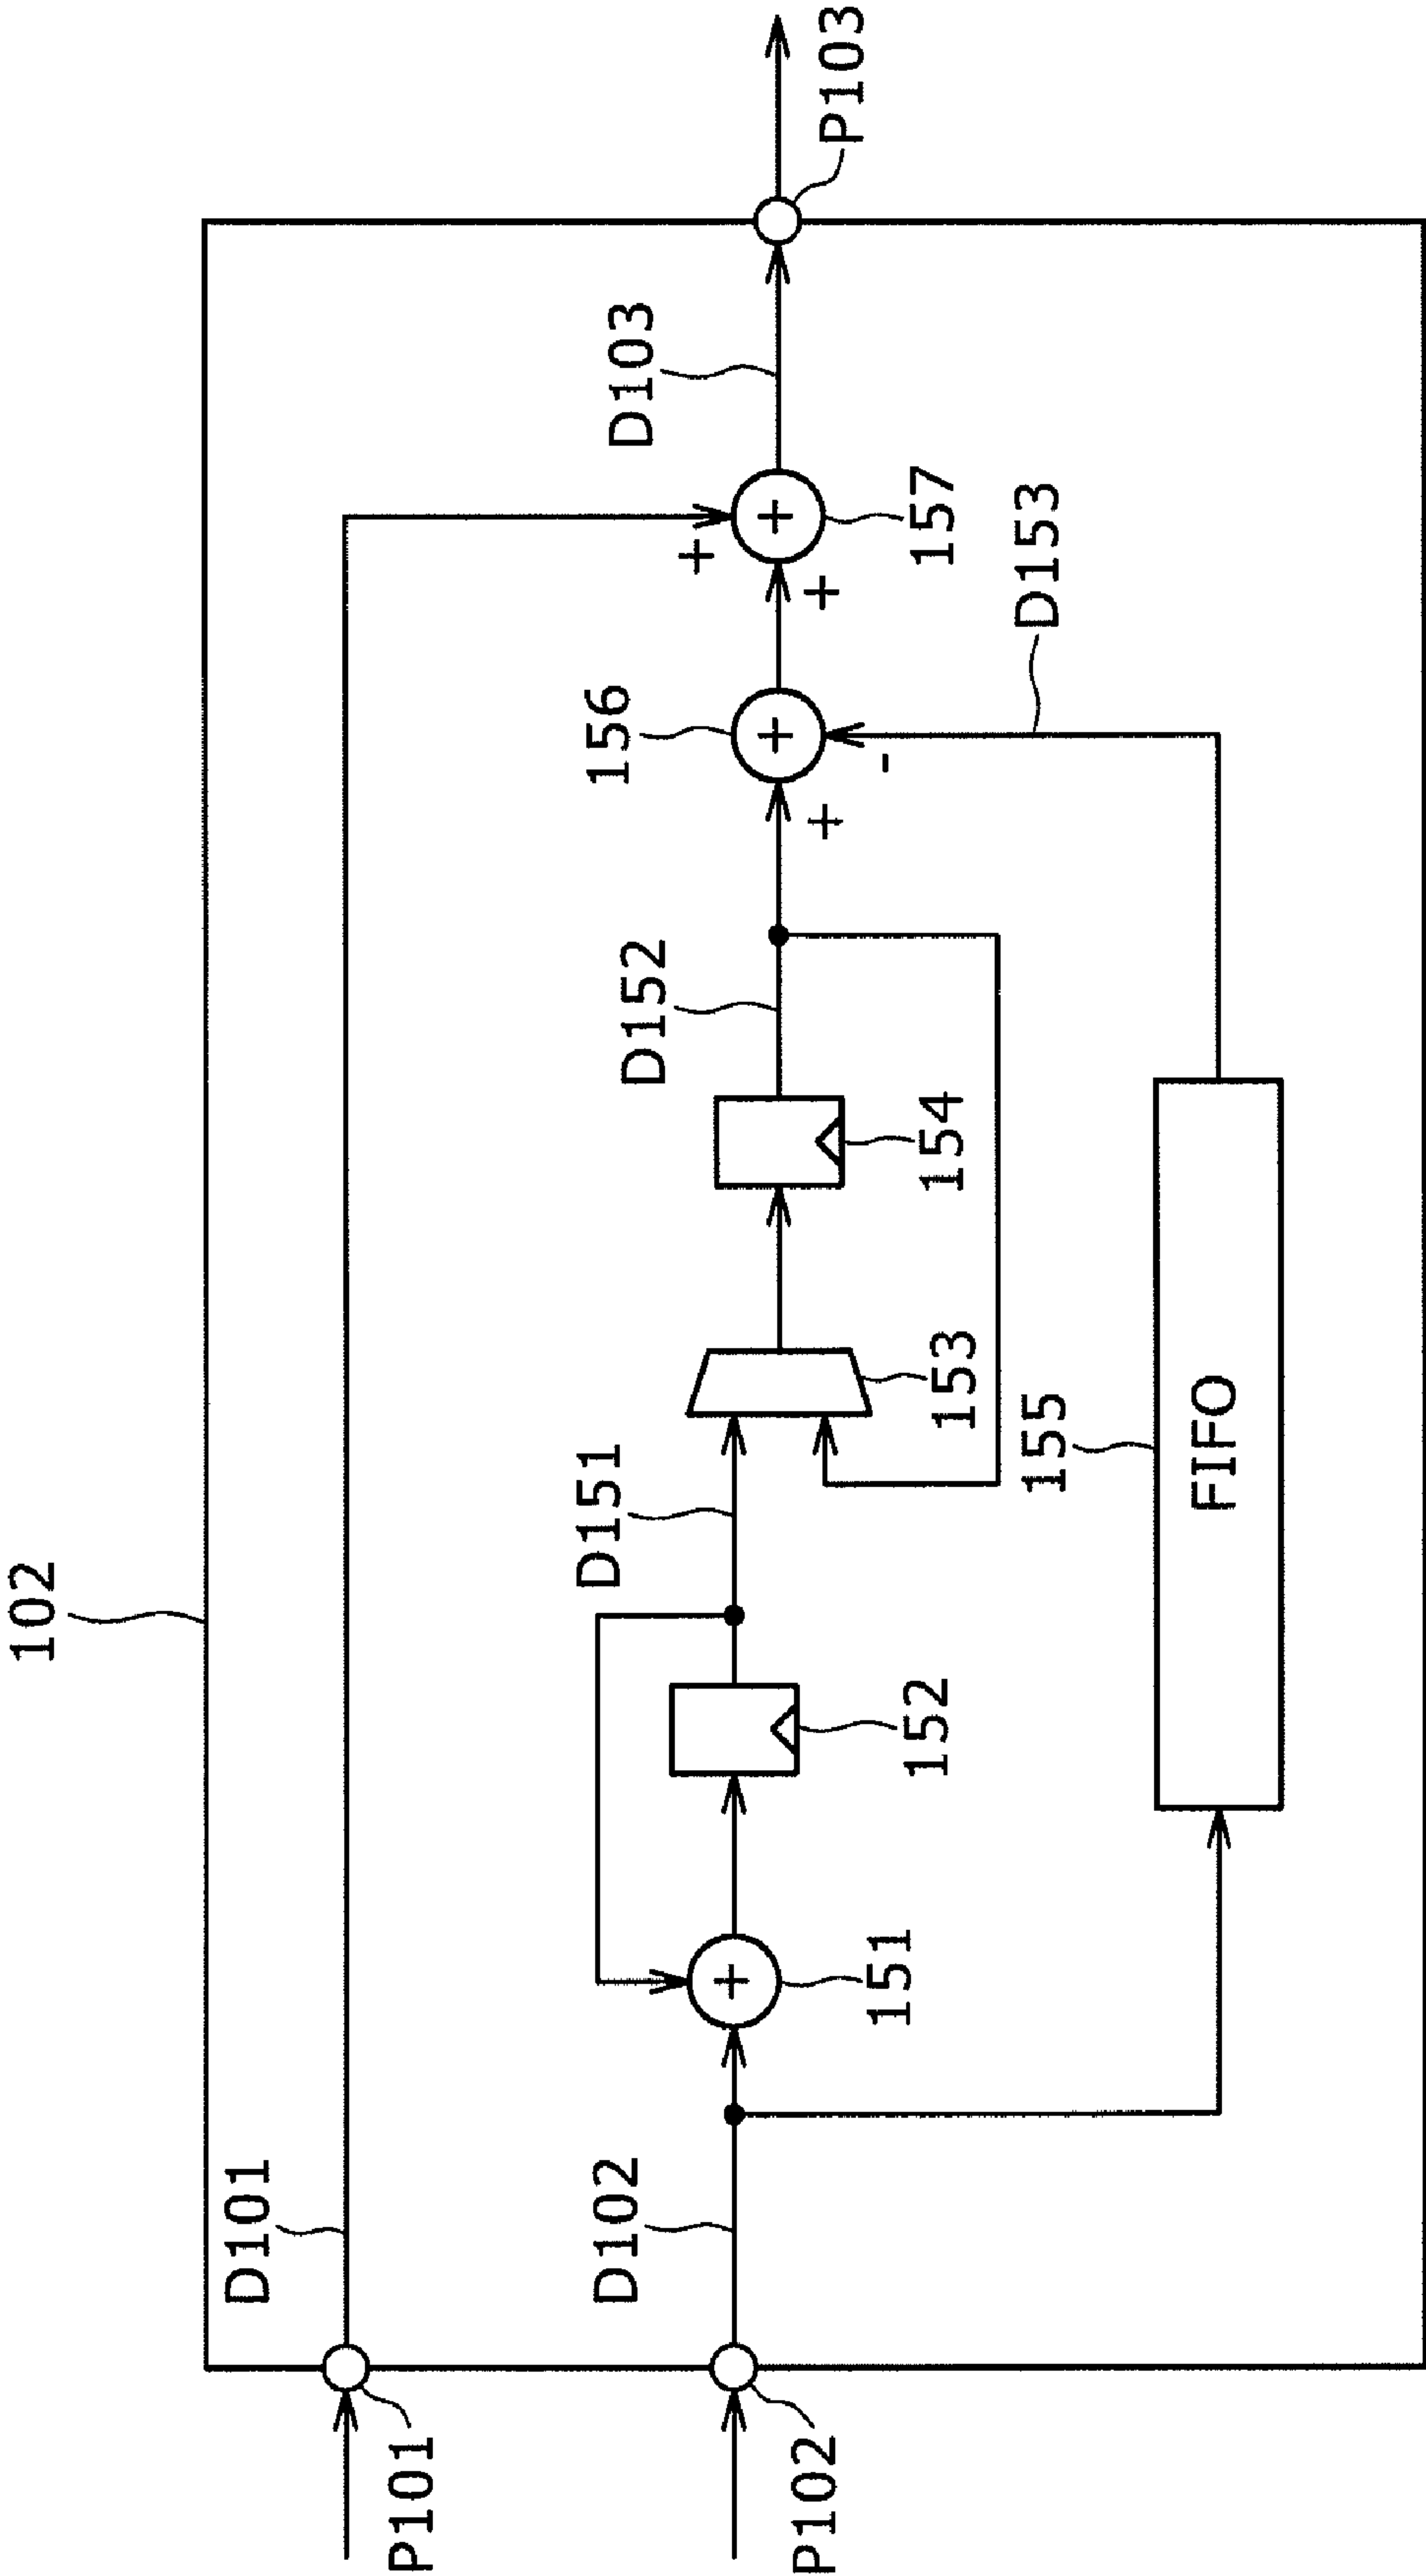 102
P101
D101
P102
D102
+
151
152
D151
153
154
D152
+
-
+
156
D153
+
+
+
157
D103
P103
155
FIFO